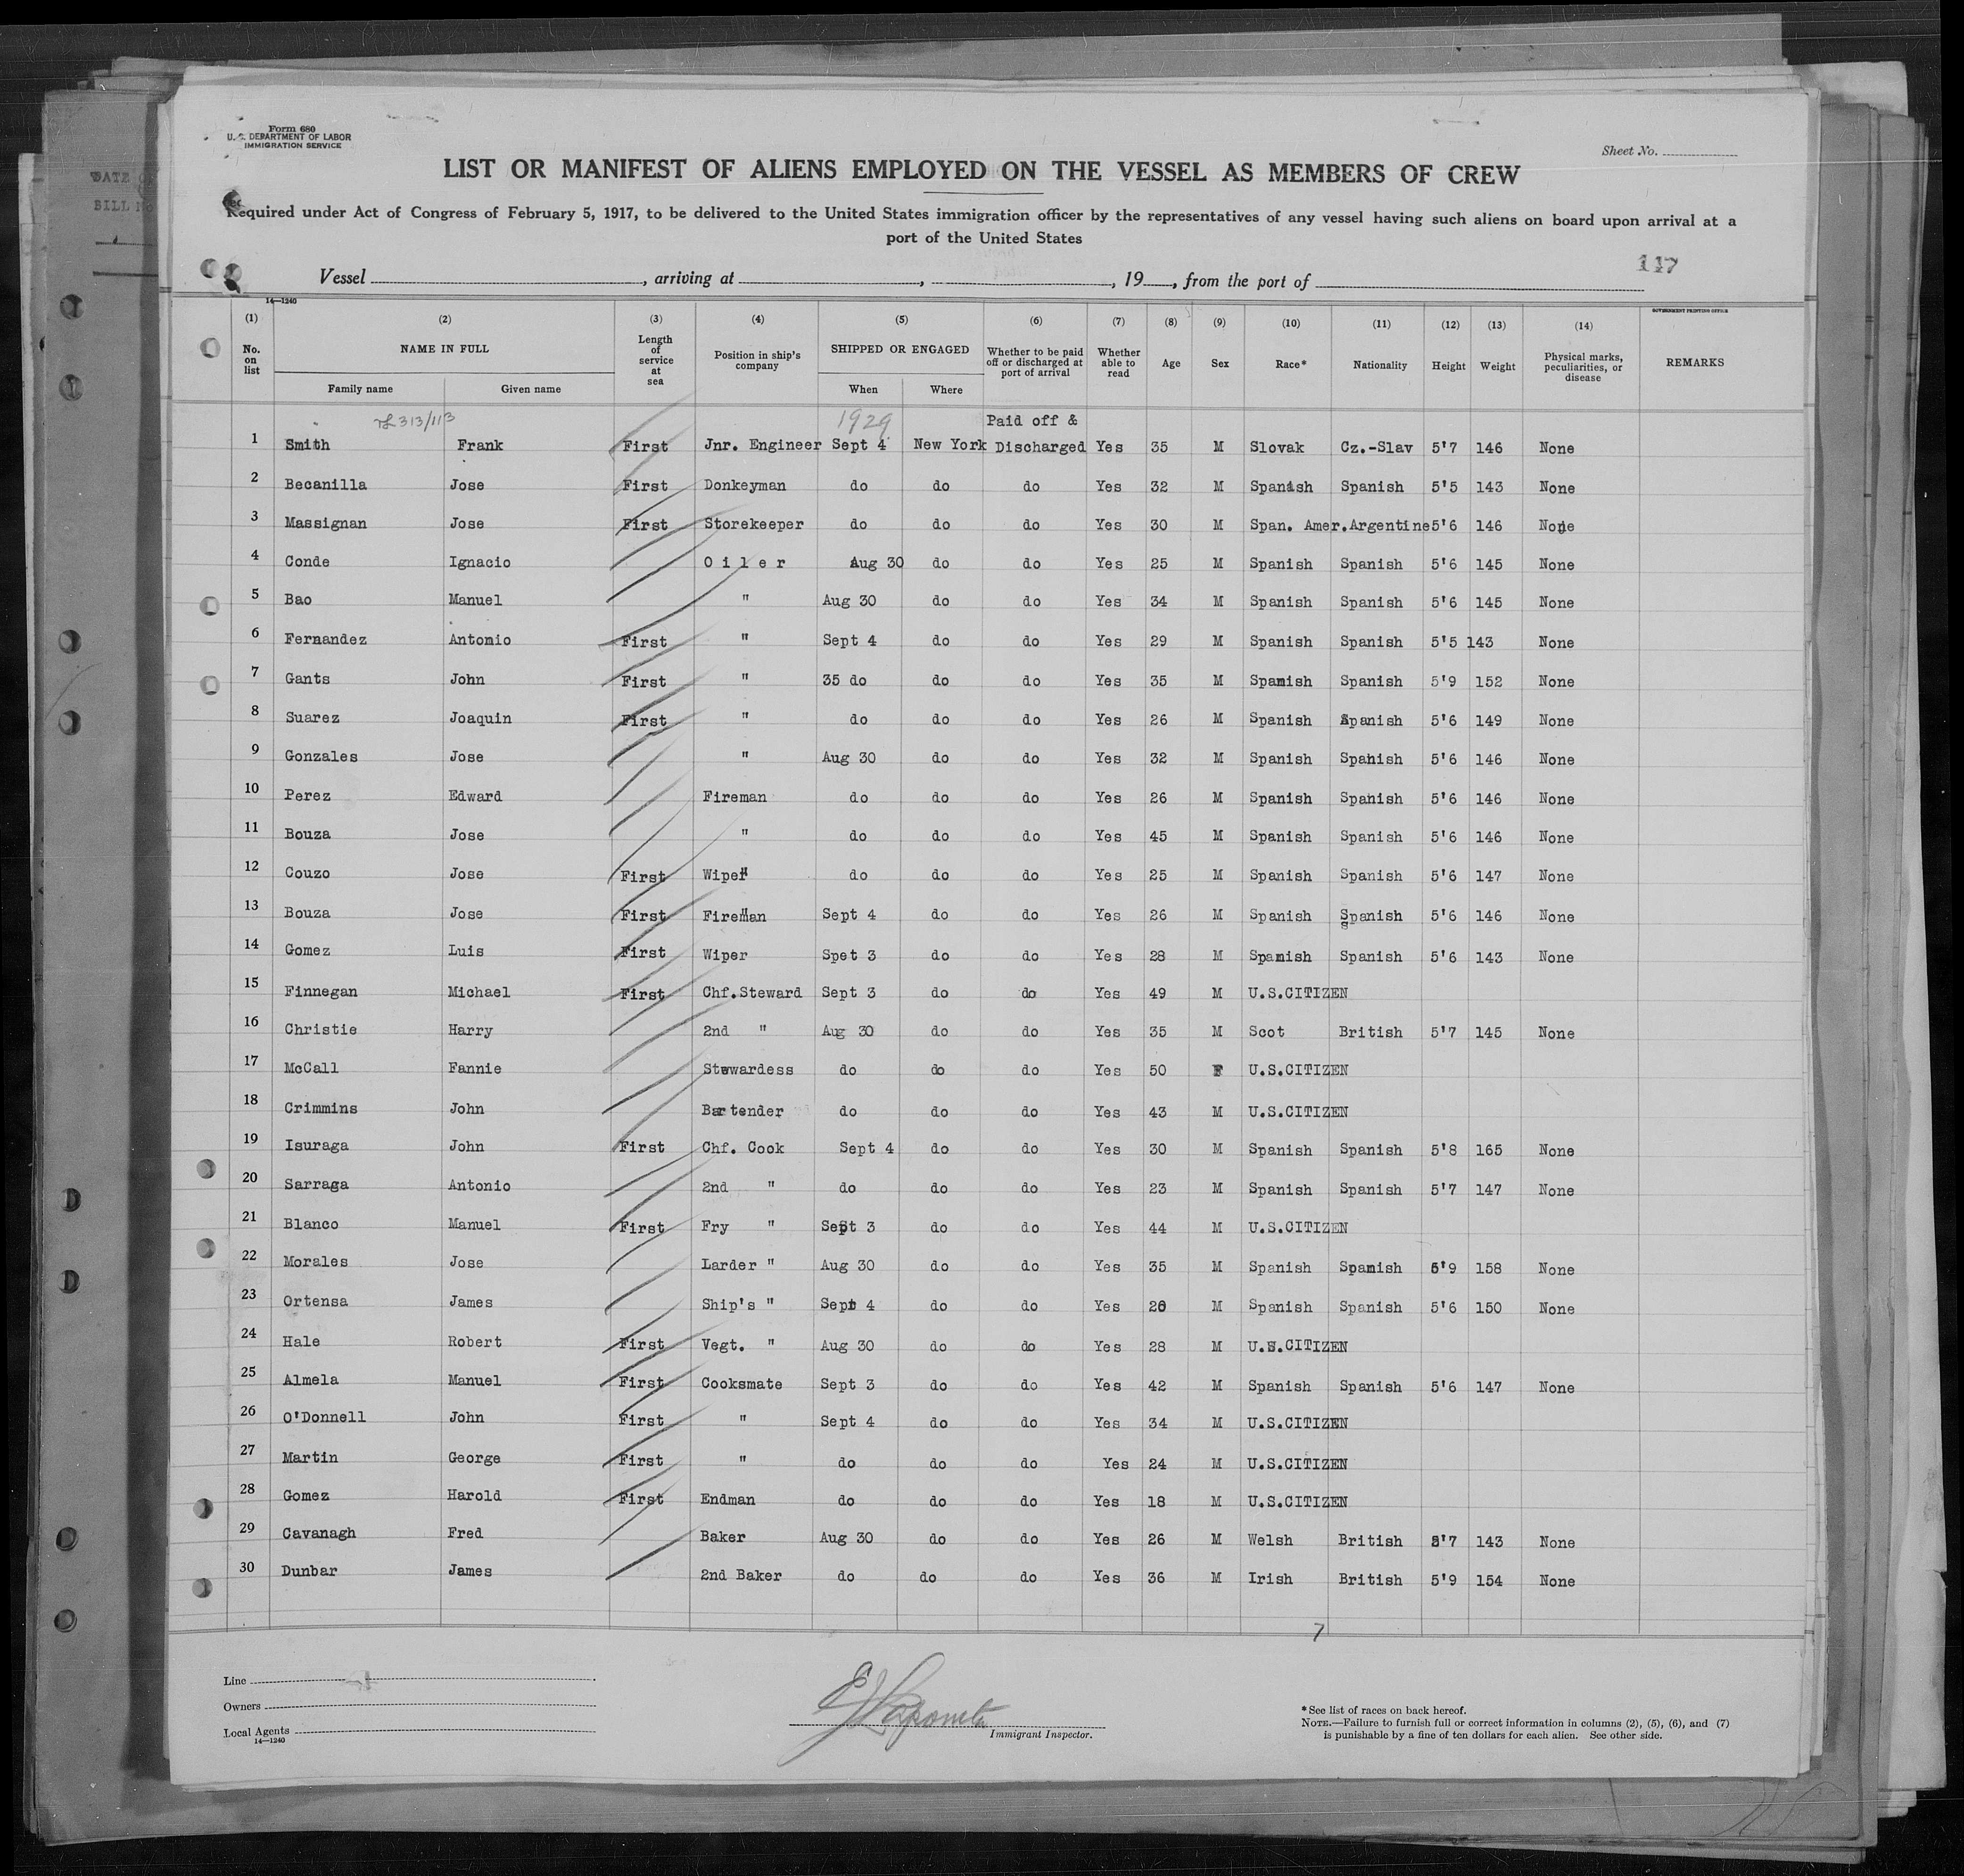 Form 680
U. S. DEPARTMENT OF LABOR
IMMIGRATION SERVICE
Sheet No.
LIST OR MANIFEST OF ALIENS EMPLOYED ON THE VESSEL AS MEMBERS OF CREW
Required under Act of Congress of February 5, 1917, to be delivered to the United States immigration officer by the representatives of any vessel having such aliens on board upon arrival at a
port of the United States
DATE
BILL
117
Vessel , arriving at , , 19 , from the port of
14—1240
GOVERNMENT PRINTING OFFICE
(1) (2) (3) (4) (5) (6) (7) (8) (9) (10) (11) (12) (13) (14)
No. on list NAME IN FULL Length of service at sea Position in ship's company SHIPPED OR ENGAGED Whether to be paid off or discharged at port of arrival Whether able to read Age Sex Race* Nationality Height Weight Physical marks, peculiarities, or disease REMARKS
Family name Given name When Where
313/113 1929 Paid off &
1 Smith Frank First Jnr. Engineer Sept 4 New York Discharged Yes 35 M Slovak Cz.-Slav 5'7 146 None
2 Becanilla Jose First Donkeyman do do do Yes 32 M Spanish Spanish 5'5 143 None
3 Massignan Jose First Storekeeper do do do Yes 30 M Span. Amer. Argentine 5'6 146 None
4 Conde Ignacio O i l e r Aug 30 do do Yes 25 M Spanish Spanish 5'6 145 None
5 Bao Manuel " Aug 30 do do Yes 34 M Spanish Spanish 5'6 145 None
6 Fernandez Antonio First " Sept 4 do do Yes 29 M Spanish Spanish 5'5 143 None
7 Gants John First " 35 do do do Yes 35 M Spanish Spanish 5'9 152 None
8 Suarez Joaquin First " do do do Yes 26 M Spanish Spanish 5'6 149 None
9 Gonzales Jose " Aug 30 do do Yes 32 M Spanish Spanish 5'6 146 None
10 Perez Edward Fireman do do do Yes 26 M Spanish Spanish 5'6 146 None
11 Bouza Jose " do do do Yes 45 M Spanish Spanish 5'6 146 None
12 Couzo Jose First Wiper do do do Yes 25 M Spanish Spanish 5'6 147 None
13 Bouza Jose First Fireman Sept 4 do do Yes 26 M Spanish Spanish 5'6 146 None
14 Gomez Luis First Wiper Spet 3 do do Yes 28 M Spanish Spanish 5'6 143 None
15 Finnegan Michael First Chf.Steward Sept 3 do do Yes 49 M U.S.CITIZEN
16 Christie Harry 2nd " Aug 30 do do Yes 35 M Scot British 5'7 145 None
17 McCall Fannie Stewardess do do do Yes 50 F U.S.CITIZEN
18 Crimmins John Bartender do do do Yes 43 M U.S.CITIZEN
19 Isuraga John First Chf. Cook Sept 4 do do Yes 30 M Spanish Spanish 5'8 165 None
20 Sarraga Antonio 2nd " do do do Yes 23 M Spanish Spanish 5'7 147 None
21 Blanco Manuel First Fry " Sept 3 do do Yes 44 M U.S.CITIZEN
22 Morales Jose Larder " Aug 30 do do Yes 35 M Spanish Spanish 5'9 158 None
23 Ortensa James Ship's " Sept 4 do do Yes 20 M Spanish Spanish 5'6 150 None
24 Hale Robert First Vegt. " Aug 30 do do Yes 28 M U.S.CITIZEN
25 Almela Manuel First Cooksmate Sept 3 do do Yes 42 M Spanish Spanish 5'6 147 None
26 O'Donnell John First " Sept 4 do do Yes 34 M U.S.CITIZEN
27 Martin George First " do do do Yes 24 M U.S.CITIZEN
28 Gomez Harold First Endman do do do Yes 18 M U.S.CITIZEN
29 Cavanagh Fred Baker Aug 30 do do Yes 26 M Welsh British 5'7 143 None
30 Dunbar James 2nd Baker do do do Yes 36 M Irish British 5'9 154 None
7
Line
Owners
Local Agents
14—1240
Immigrant Inspector.
*See list of races on back hereof.
NOTE.—Failure to furnish full or correct information in columns (2), (5), (6), and (7)
is punishable by a fine of ten dollars for each alien. See other side.